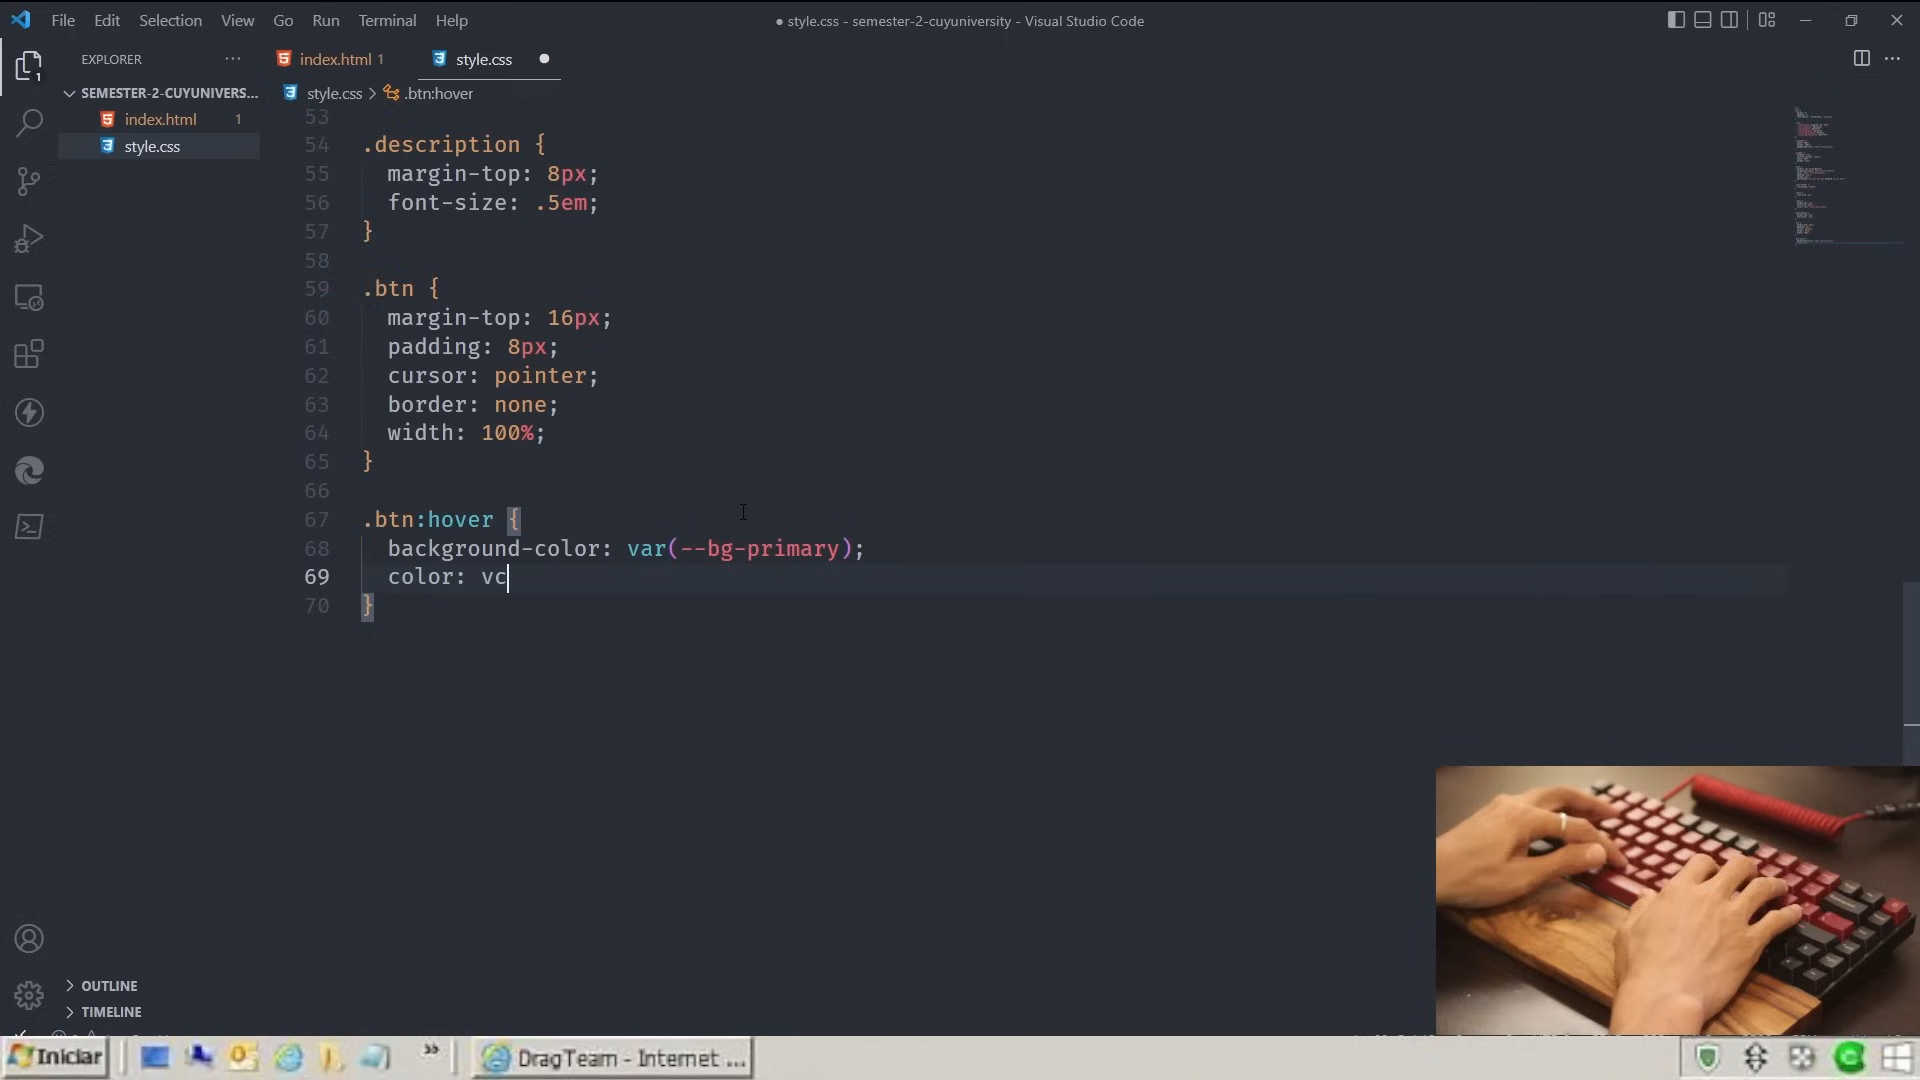 File Edit Selection View Go Run Terminal Help
● style.css - semester-2-cuyuniversity - Visual Studio Code
EXPLORER
SEMESTER-2-CUYUNIVERS...
index.html 1
style.css
1
index.html 1
style.css
style.css > .btn:hover
53
54 .description {
55 margin-top: 8px;
56 font-size: .5em;
57 }
58
59 .btn {
60 margin-top: 16px;
61 padding: 8px;
62 cursor: pointer;
63 border: none;
64 width: 100%;
65 }
66
67 .btn:hover {
68 background-color: var(--bg-primary);
69 color: vc
70 }
OUTLINE
TIMELINE
Iniciar
DragTeam - Internet ...